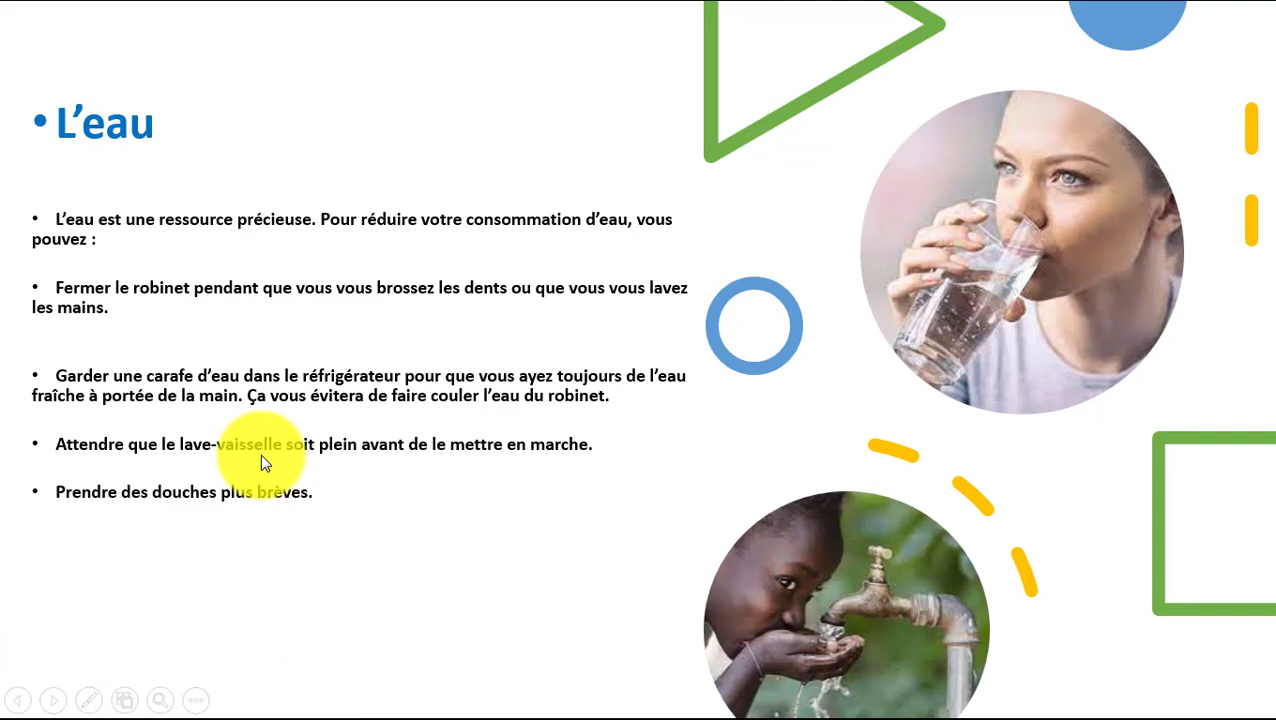 • L’eau
• L’eau est une ressource précieuse. Pour réduire votre consommation d’eau, vous
pouvez :
• Fermer le robinet pendant que vous vous brossez les dents ou que vous vous lavez
les mains.
• Garder une carafe d’eau dans le réfrigérateur pour que vous ayez toujours de l’eau
fraîche à portée de la main. Ça vous évitera de faire couler l’eau du robinet.
• Attendre que le lave-vaisselle soit plein avant de le mettre en marche.
• Prendre des douches plus brèves.